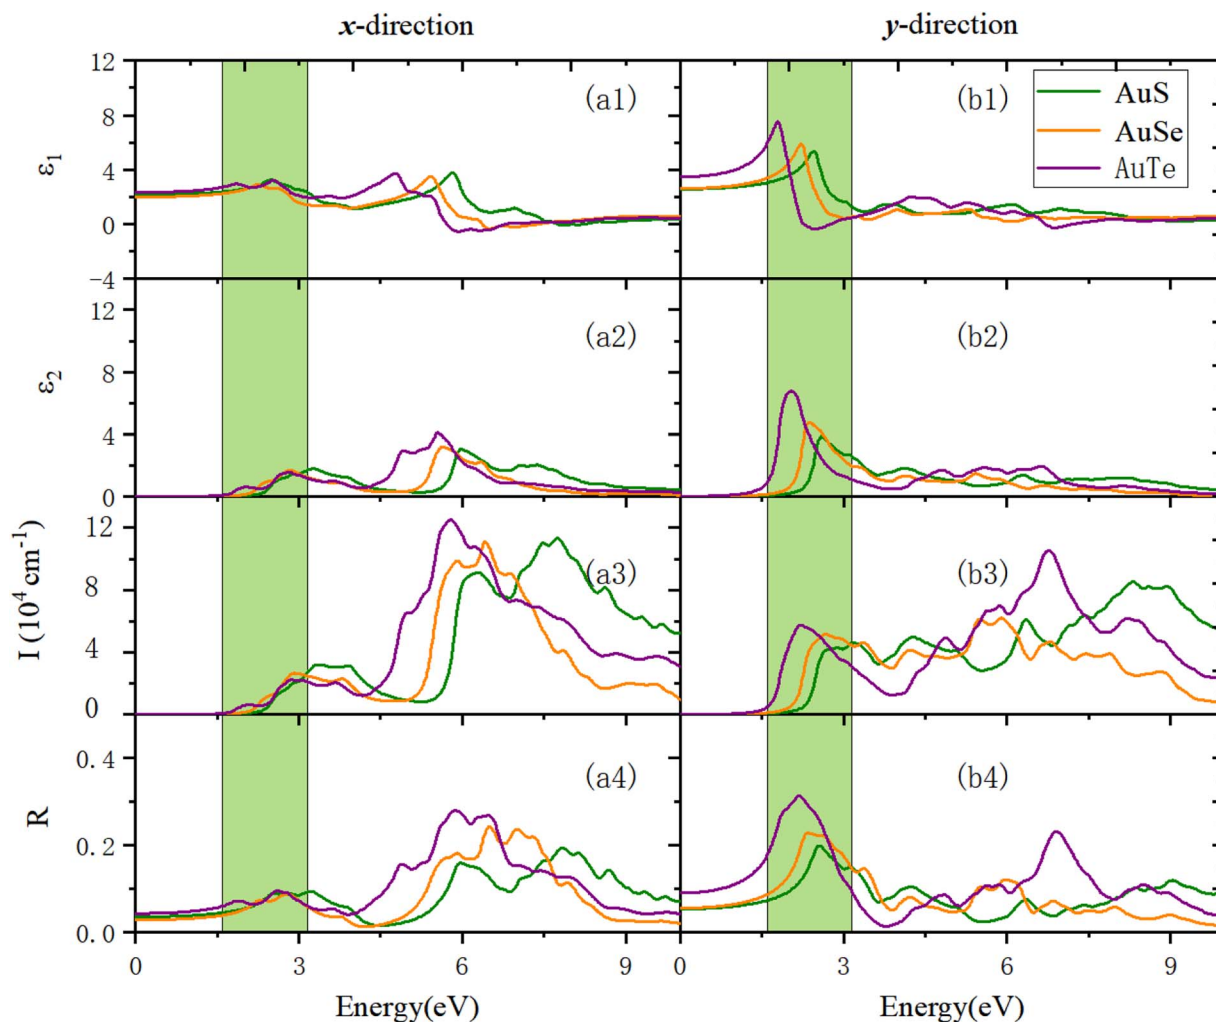 x-direction
y-direction
12
8
4
0
−4
ε1
(a1)
(b1)
AuS
AuSe
AuTe
12
8
4
0
ε2
(a2)
(b2)
12
8
4
0
I (10^4 cm^-1)
(a3)
(b3)
0.4
0.2
0.0
R
(a4)
(b4)
0 3 6 9 0 3 6 9
Energy(eV)
Energy(eV)